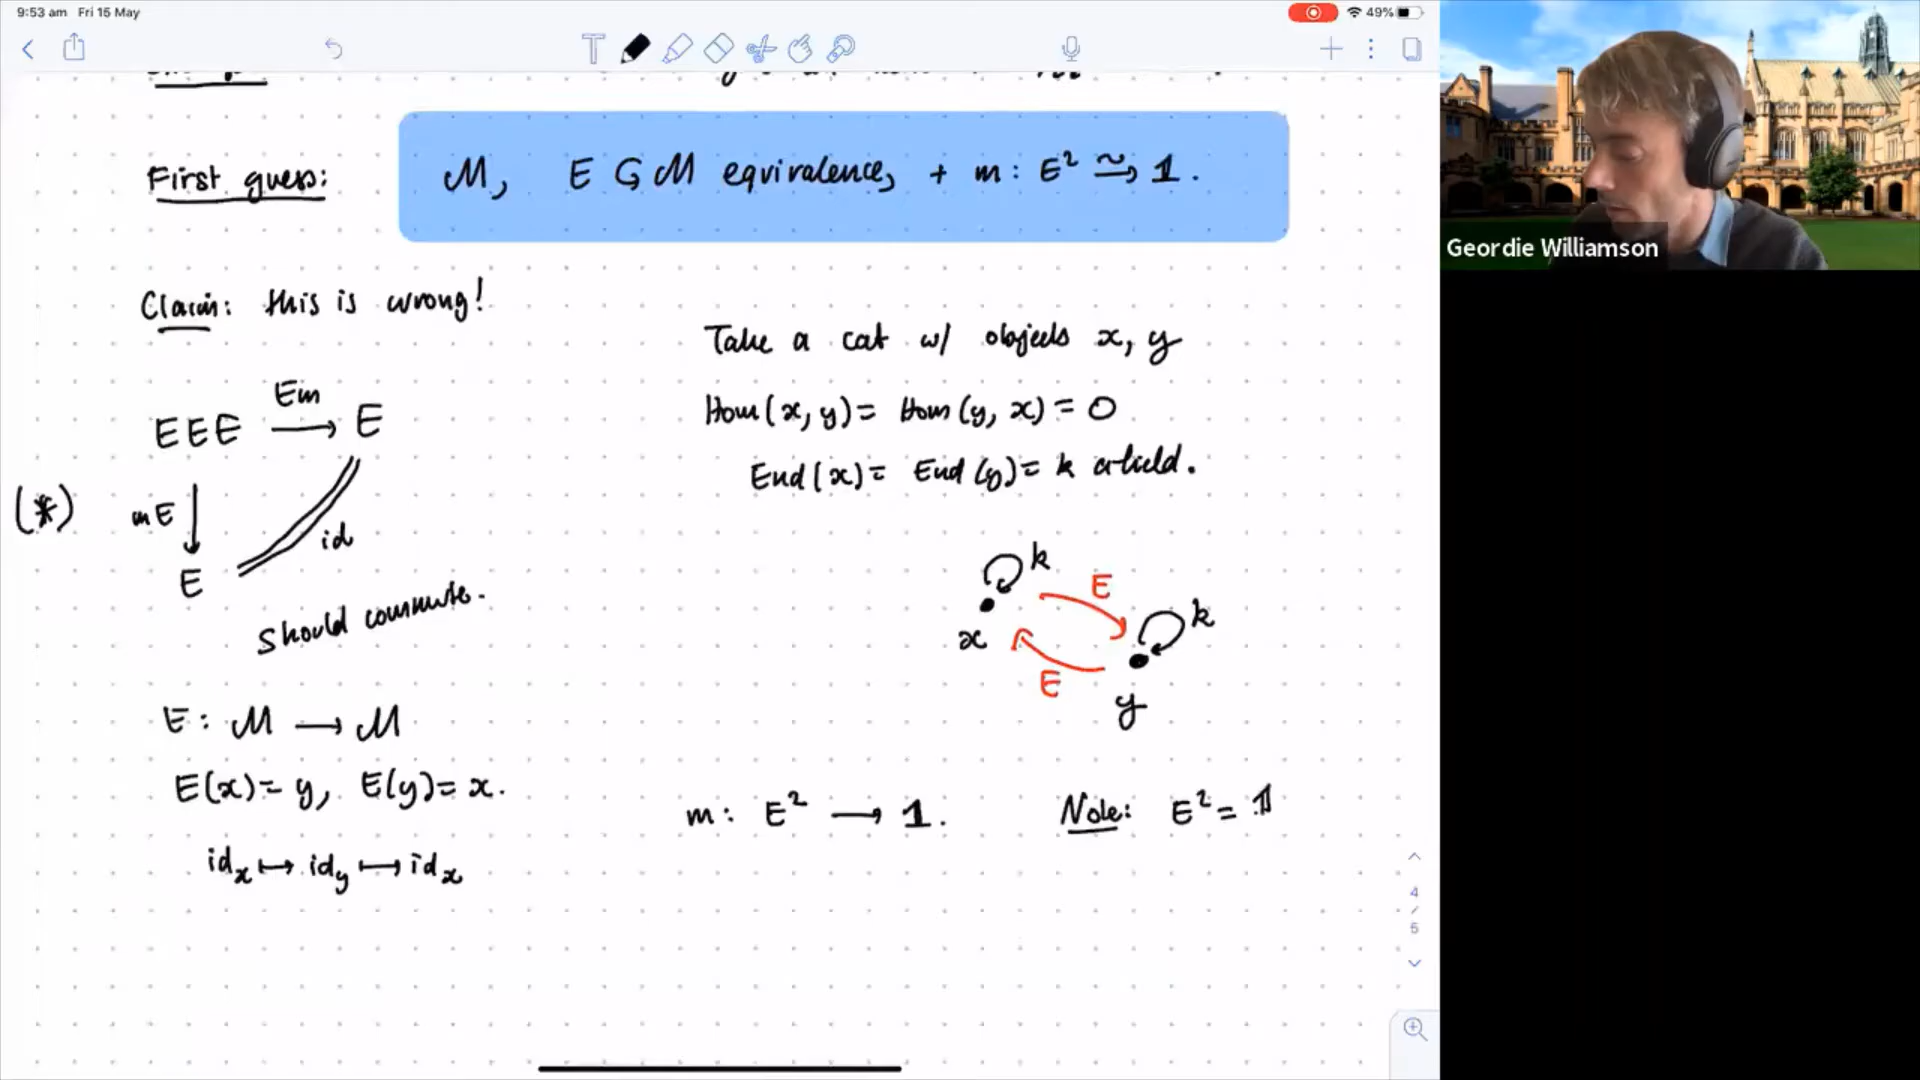 9:53 am Fri 15 May
49%
First guess: M, E G M equivalence, + m : E² ⥲ 1.
Claim: this is wrong!
EEE Em E
(*) mE
id
E
should commute.
E : M → M
E(x) = y, E(y) = x.
id_x ↦ id_y ↦ id_x
Take a cat w/ objects x, y
Hom(x, y) = Hom(y, x) = 0
End(x) = End(y) = k a field.
k
E
k
x
E
y
m : E² → 1. Note: E² = 1
4
/
5
Geordie Williamson